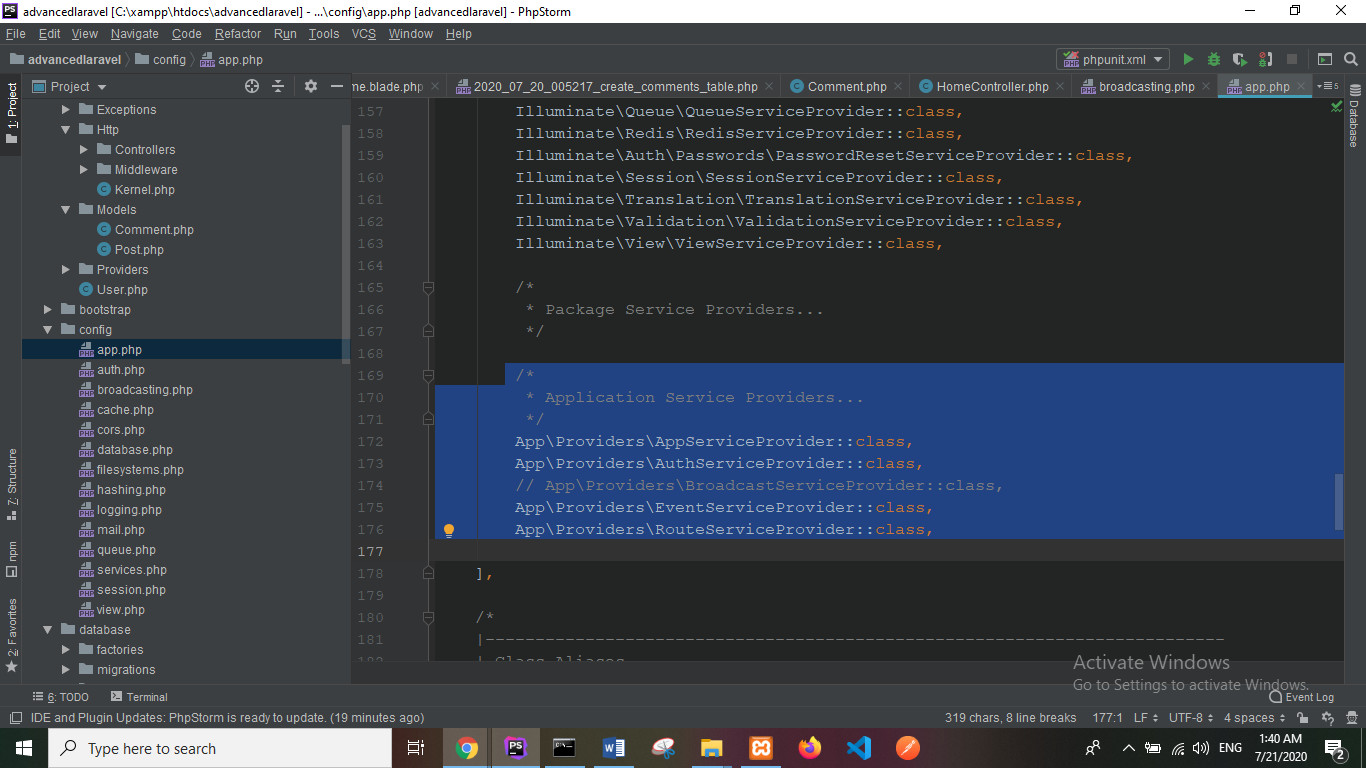 advancedlaravel [C:\xampp\htdocs\advancedlaravel] - ...\config\app.php [advancedlaravel] - PhpStorm
File Edit View Navigate Code Refactor Run Tools VCS Window Help
advancedlaravel config app.php
phpunit.xml
1: Project
Project
me.blade.php 2020_07_20_005217_create_comments_table.php Comment.php HomeController.php broadcasting.php app.php
5
Database
Exceptions
Http
Controllers
Middleware
Kernel.php
Models
Comment.php
Post.php
Providers
User.php
bootstrap
config
app.php
auth.php
broadcasting.php
cache.php
cors.php
database.php
filesystems.php
hashing.php
logging.php
mail.php
queue.php
services.php
session.php
view.php
database
factories
migrations
7: Structure
npm
2: Favorites
157 Illuminate\Queue\QueueServiceProvider::class,
158 Illuminate\Redis\RedisServiceProvider::class,
159 Illuminate\Auth\Passwords\PasswordResetServiceProvider::class,
160 Illuminate\Session\SessionServiceProvider::class,
161 Illuminate\Translation\TranslationServiceProvider::class,
162 Illuminate\Validation\ValidationServiceProvider::class,
163 Illuminate\View\ViewServiceProvider::class,
164
165 /*
166 * Package Service Providers...
167 */
168
169 /*
170 * Application Service Providers...
171 */
172 App\Providers\AppServiceProvider::class,
173 App\Providers\AuthServiceProvider::class,
174 // App\Providers\BroadcastServiceProvider::class,
175 App\Providers\EventServiceProvider::class,
176 App\Providers\RouteServiceProvider::class,
177
178 ],
179
180 /*
181 |--------------------------------------------------------------------------
182 | Class Aliases
Activate Windows
Go to Settings to activate Windows.
6: TODO Terminal Event Log
IDE and Plugin Updates: PhpStorm is ready to update. (19 minutes ago) 319 chars, 8 line breaks 177:1 LF UTF-8 4 spaces
Type here to search
ENG
1:40 AM
7/21/2020
2